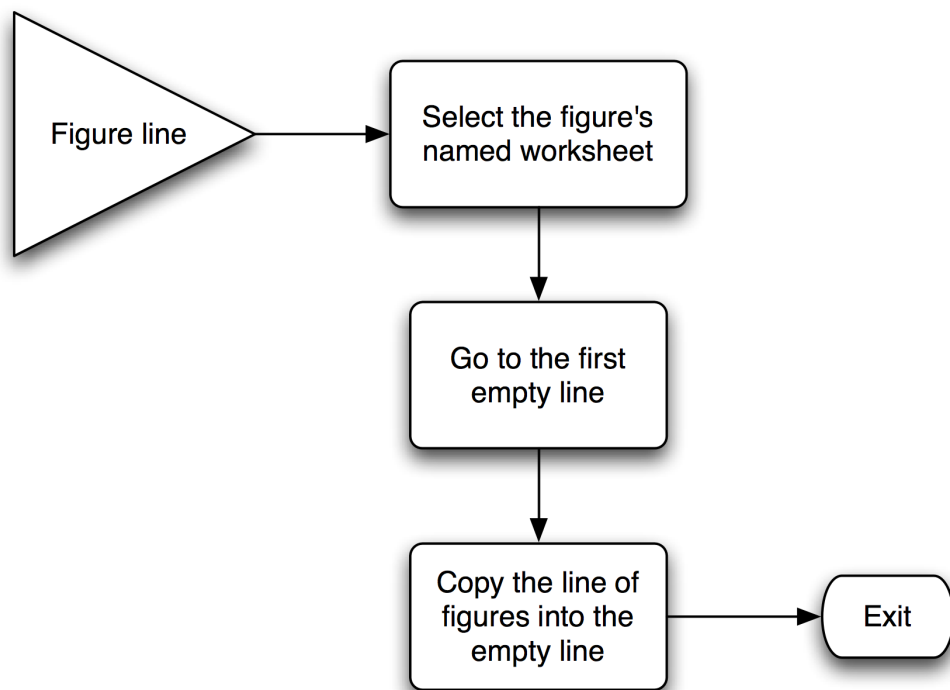 Figure line
Select the figure's
named worksheet
Go to the first
empty line
Copy the line of
figures into the
empty line
Exit